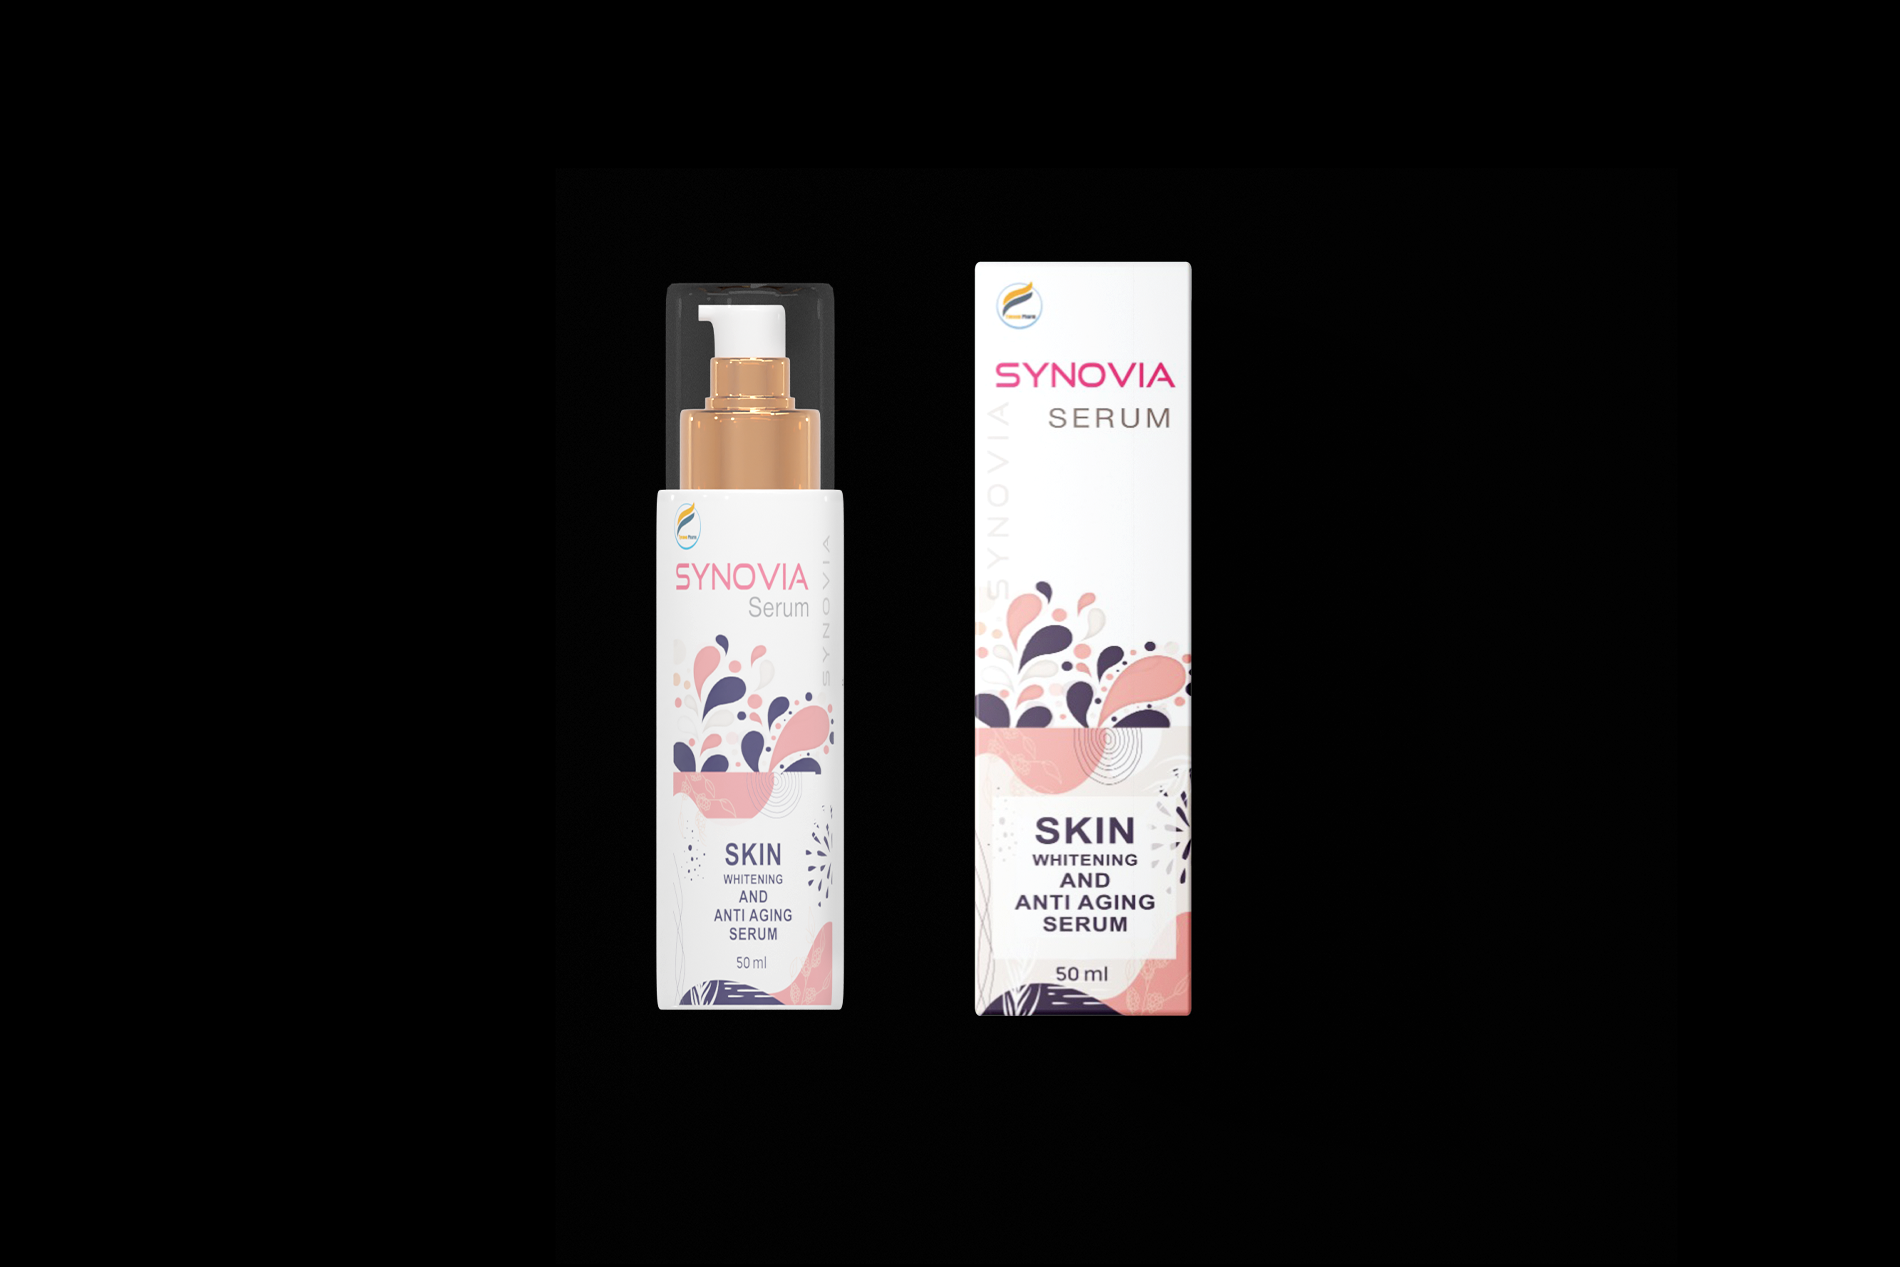 SYNOVIA
Serum
SYNOVIA
SKIN
WHITENING
AND
ANTI AGING
SERUM
50 ml
SYNOVIA
SERUM
SYNOVIA
SKIN
WHITENING
AND
ANTI AGING
SERUM
50 ml